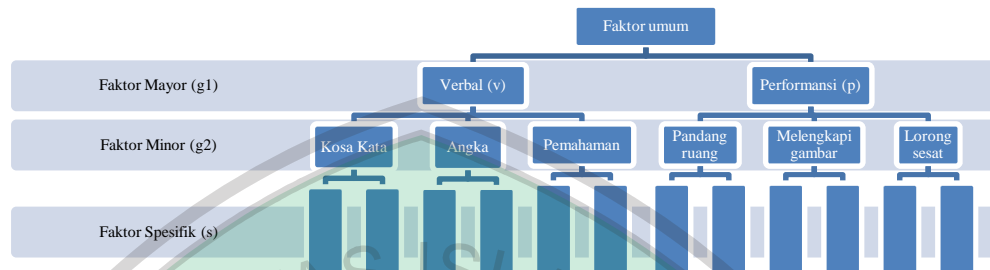 Faktor umum
Faktor Mayor (g1)
Verbal (v)
Performansi (p)
Faktor Minor (g2)
Kosa Kata
Angka
Pemahaman
Pandang
ruang
Melengkapi
gambar
Lorong
sesat
Faktor Spesifik (s)